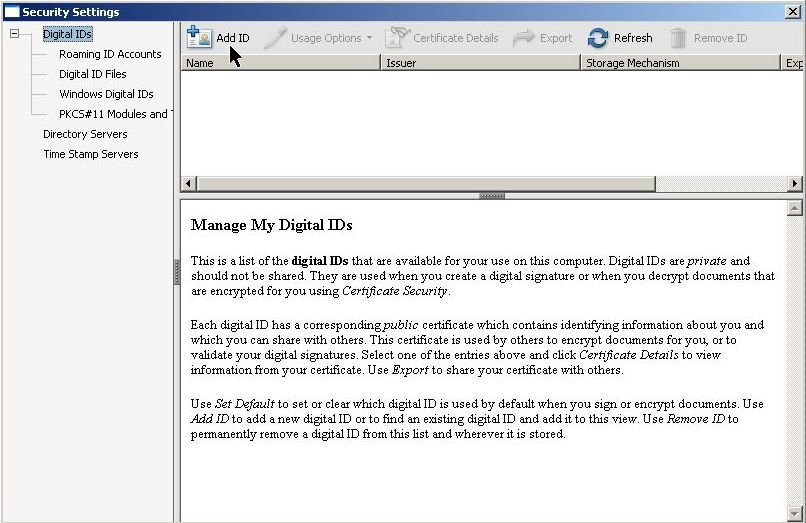 Security Settings
Digital IDs
Roaming ID Accounts
Digital ID Files
Windows Digital IDs
PKCS#11 Modules and
Directory Servers
Time Stamp Servers
Add ID Usage Options Certificate Details Export Refresh Remove ID
Name Issuer Storage Mechanism Exp
Manage My Digital IDs
This is a list of the digital IDs that are available for your use on this computer. Digital IDs are private and
should not be shared. They are used when you create a digital signature or when you decrypt documents that
are encrypted for you using Certificate Security.
Each digital ID has a corresponding public certificate which contains identifying information about you and
which you can share with others. This certificate is used by others to encrypt documents for you, or to
validate your digital signatures. Select one of the entries above and click Certificate Details to view
information from your certificate. Use Export to share your certificate with others.
Use Set Default to set or clear which digital ID is used by default when you sign or encrypt documents. Use
Add ID to add a new digital ID or to find an existing digital ID and add it to this view. Use Remove ID to
permanently remove a digital ID from this list and wherever it is stored.